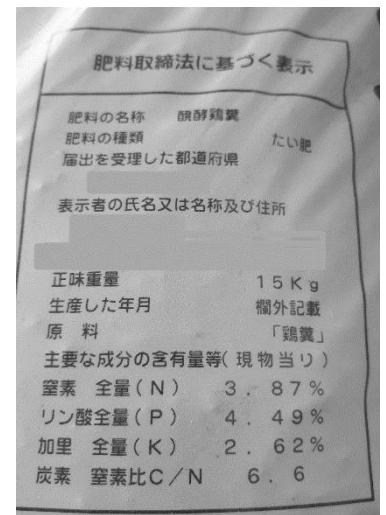 肥料取締法に基づく表示
肥料の名称 醗酵鶏糞
肥料の種類 たい肥
届出を受理した都道府県
表示者の氏名又は名称及び住所
正味重量 15Kg
生産した年月 欄外記載
原 料 「鶏糞」
主要な成分の含有量等(現物当り)
窒素 全量(N) 3.87%
リン酸全量(P) 4.49%
加里 全量(K) 2.62%
炭素 窒素比C/N 6.6